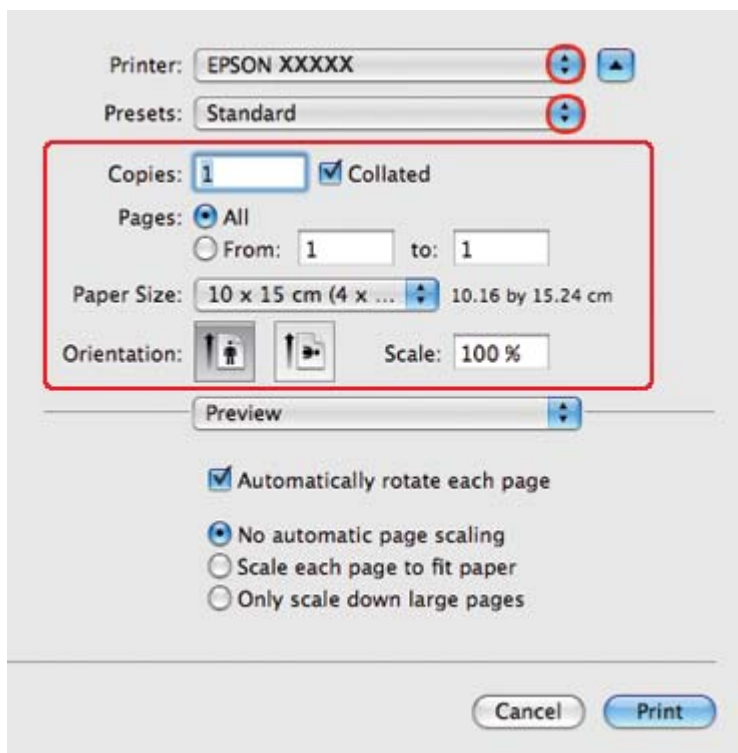 Printer: EPSON XXXXX
Presets: Standard
Copies: 1 Collated
Pages: All
From: 1 to: 1
Paper Size: 10 x 15 cm (4 x ... 10.16 by 15.24 cm
Orientation: Scale: 100 %
Preview
Automatically rotate each page
No automatic page scaling
Scale each page to fit paper
Only scale down large pages
Cancel Print